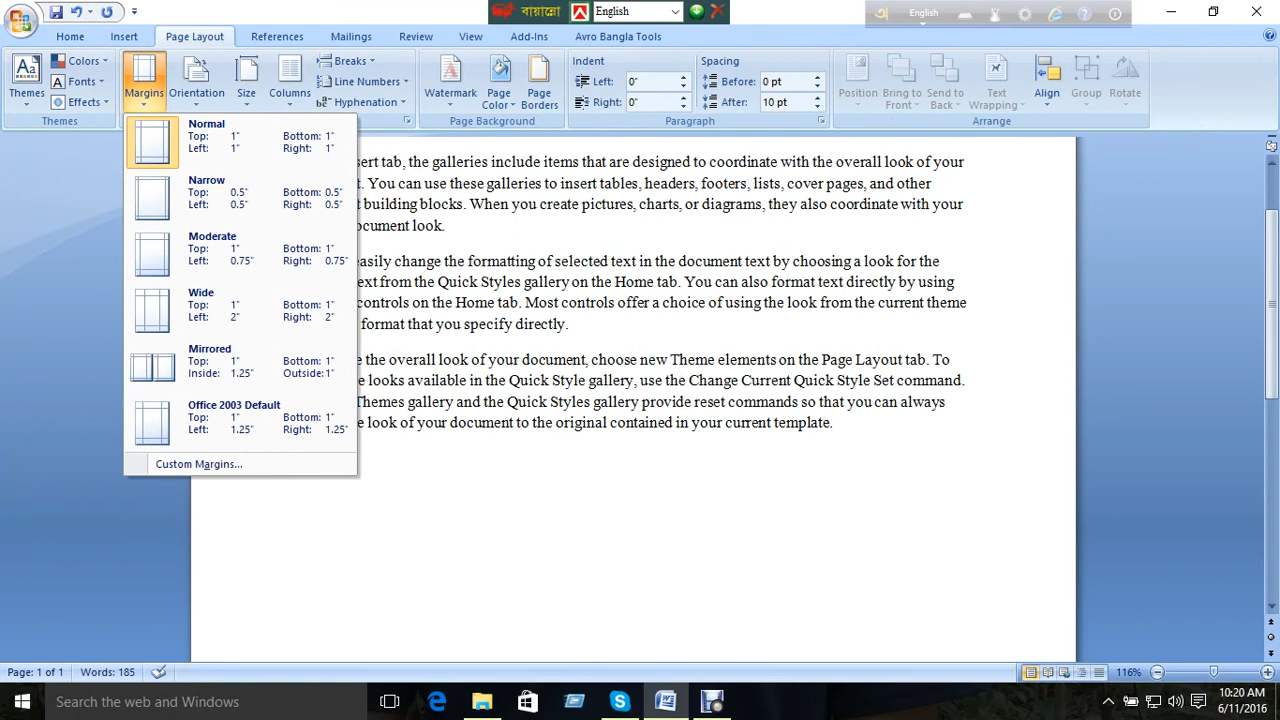 বায়ান্নো
English
English
Home Insert Page Layout References Mailings Review View Add-Ins Avro Bangla Tools
Themes
Colors
Fonts
Effects
Themes
Margins
Orientation
Size
Columns
Breaks
Line Numbers
Hyphenation
Watermark
Page Color
Page Borders
Page Background
Indent
Left: 0"
Right: 0"
Spacing
Before: 0 pt
After: 10 pt
Paragraph
Position
Bring to Front
Send to Back
Text Wrapping
Align
Group
Rotate
Arrange
Normal
Top: 1" Bottom: 1"
Left: 1" Right: 1"
Narrow
Top: 0.5" Bottom: 0.5"
Left: 0.5" Right: 0.5"
Moderate
Top: 1" Bottom: 1"
Left: 0.75" Right: 0.75"
Wide
Top: 1" Bottom: 1"
Left: 2" Right: 2"
Mirrored
Top: 1" Bottom: 1"
Inside: 1.25" Outside: 1"
Office 2003 Default
Top: 1" Bottom: 1"
Left: 1.25" Right: 1.25"
Custom Margins...
tab, the galleries include items that are designed to coordinate with the overall look of your
You can use these galleries to insert tables, headers, footers, lists, cover pages, and other
building blocks. When you create pictures, charts, or diagrams, they also coordinate with your
look.
easily change the formatting of selected text in the document text by choosing a look for the
from the Quick Styles gallery on the Home tab. You can also format text directly by using
controls on the Home tab. Most controls offer a choice of using the look from the current theme
format that you specify directly.
the overall look of your document, choose new Theme elements on the Page Layout tab. To
looks available in the Quick Style gallery, use the Change Current Quick Style Set command.
Themes gallery and the Quick Styles gallery provide reset commands so that you can always
look of your document to the original contained in your current template.
Page: 1 of 1 Words: 185 116%
Search the web and Windows
10:20 AM
6/11/2016